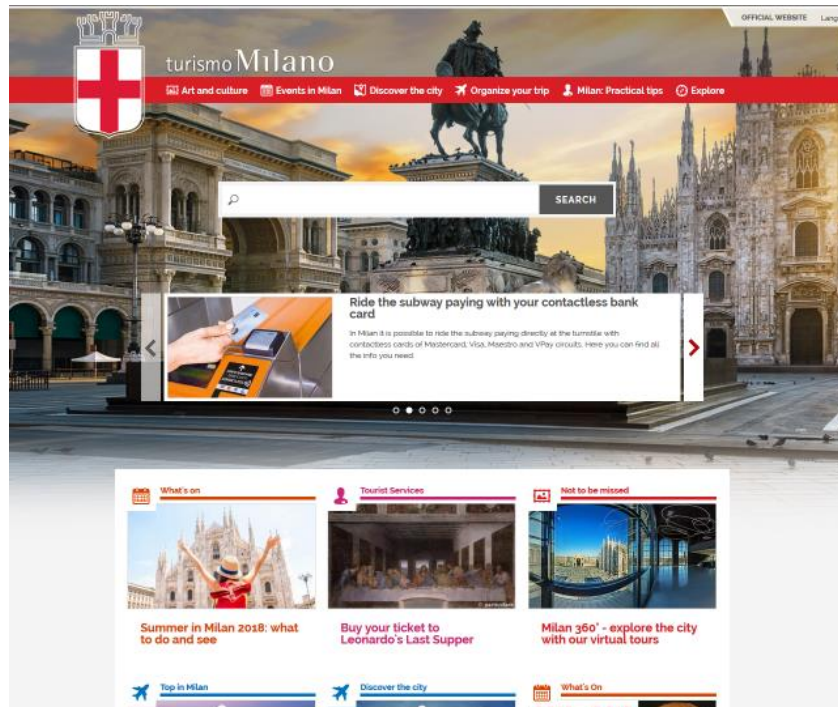 OFFICIAL WEBSITE Lang
turismo Milano
Art and culture Events in Milan Discover the city Organize your trip Milan: Practical tips Explore
SEARCH
Ride the subway paying with your contactless bank
card
In Milan it is possible to ride the subway paying directly at the turnstile with
contactless cards of Mastercard, Visa, Maestro and VPay circuits. Here you can find all
the info you need
What's on
Summer in Milan 2018: what
to do and see
Tourist Services
Buy your ticket to
Leonardo's Last Supper
Not to be missed
Milan 360° - explore the city
with our virtual tours
Top in Milan
Discover the city
What's On